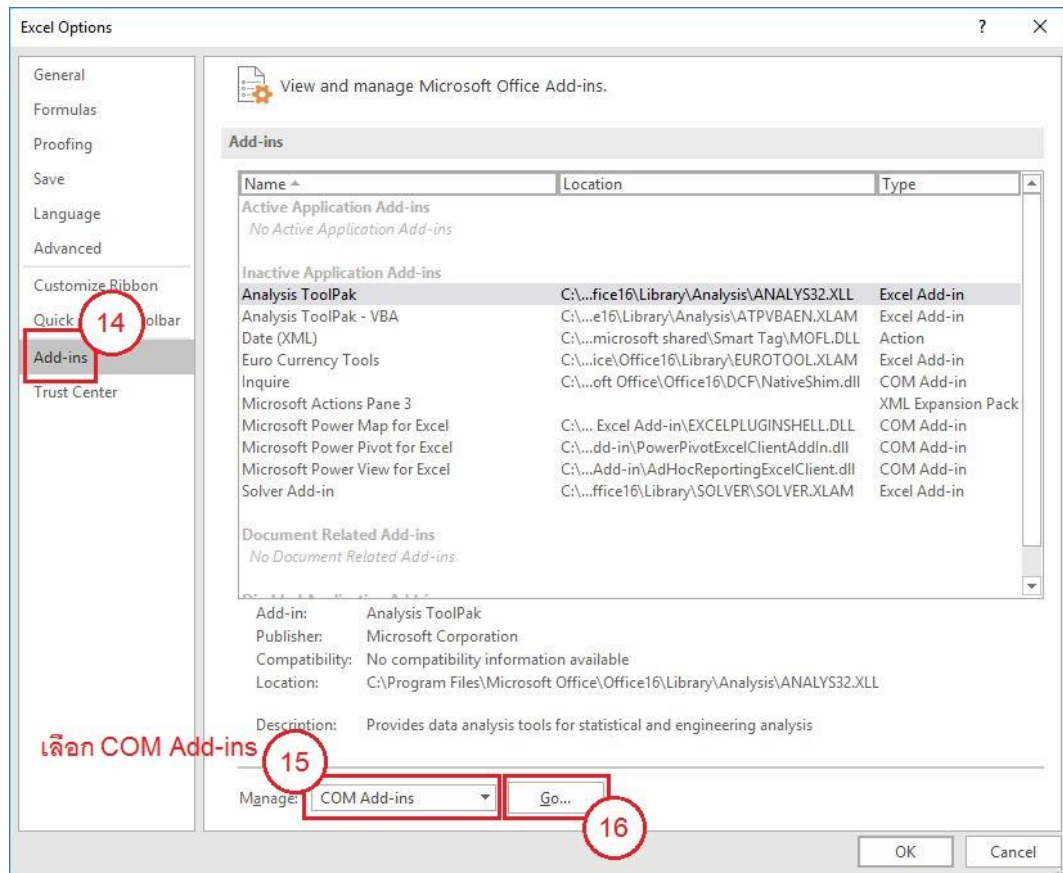 Excel Options ? ×
General
Formulas
Proofing
Save
Language
Advanced
Customize Ribbon
Quick 14 olbar
Add-ins
Trust Center
View and manage Microsoft Office Add-ins.
Add-ins
Name Location Type
Active Application Add-ins
No Active Application Add-ins
Inactive Application Add-ins
Analysis ToolPak C:\...fice16\Library\Analysis\ANALYS32.XLL Excel Add-in
Analysis ToolPak - VBA C:\...e16\Library\Analysis\ATPVBAEN.XLAM Excel Add-in
Date (XML) C:\...microsoft shared\Smart Tag\MOFL.DLL Action
Euro Currency Tools C:\...ice\Office16\Library\EUROTOOL.XLAM Excel Add-in
Inquire C:\...oft Office\Office16\DCF\NativeShim.dll COM Add-in
Microsoft Actions Pane 3 XML Expansion Pack
Microsoft Power Map for Excel C:\... Excel Add-in\EXCELPLUGINSHELL.DLL COM Add-in
Microsoft Power Pivot for Excel C:\...dd-in\PowerPivotExcelClientAddIn.dll COM Add-in
Microsoft Power View for Excel C:\...Add-in\AdHocReportingExcelClient.dll COM Add-in
Solver Add-in C:\...ffice16\Library\SOLVER\SOLVER.XLAM Excel Add-in
Document Related Add-ins
No Document Related Add-ins
Add-in: Analysis ToolPak
Publisher: Microsoft Corporation
Compatibility: No compatibility information available
Location: C:\Program Files\Microsoft Office\Office16\Library\Analysis\ANALYS32.XLL
Description: Provides data analysis tools for statistical and engineering analysis
เลือก COM Add-ins
15
Manage: COM Add-ins Go...
16
OK Cancel